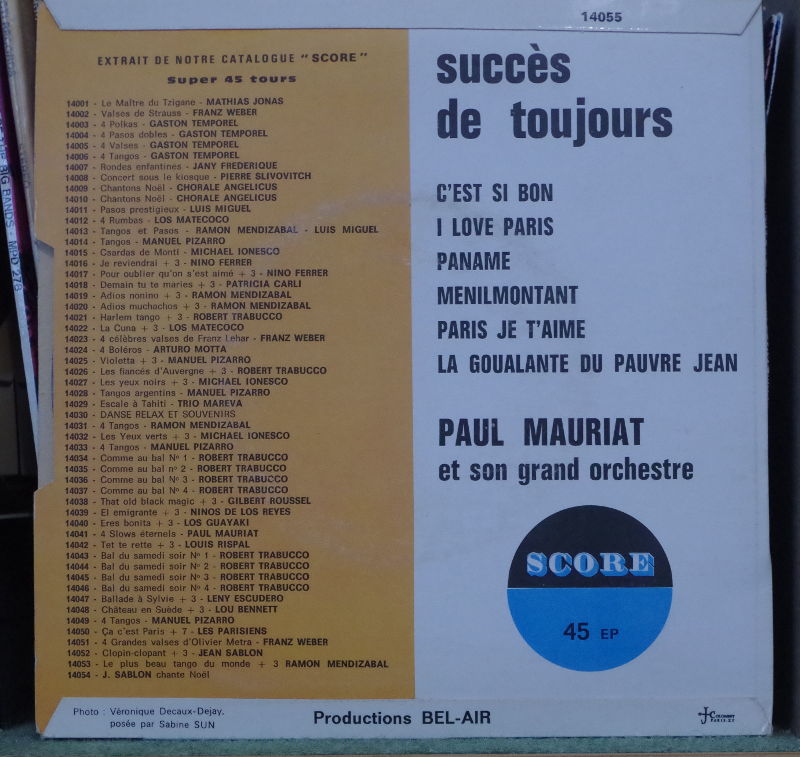 14055
EXTRAIT DE NOTRE CATALOGUE "SCORE"
Super 45 tours
14001 - Le Maître du Tzigane - MATHIAS JONAS
14002 - Valses de Strauss - FRANZ WEBER
14003 - 4 Polkas - GASTON TEMPOREL
14004 - 4 Pasos dobles - GASTON TEMPOREL
14005 - 4 Valses - GASTON TEMPOREL
14006 - 4 Tangos - GASTON TEMPOREL
14007 - Rondes enfantines - JANY FREDERIQUE
14008 - Concert sous le kiosque - PIERRE SLIVOVITCH
14009 - Chantons Noël - CHORALE ANGELICUS
14010 - Chantons Noël - CHORALE ANGELICUS
14011 - Pasos prestigieux - LUIS MIGUEL
14012 - 4 Rumbas - LOS MATECOCO
14013 - Tangos et Pasos - RAMON MENDIZABAL - LUIS MIGUEL
14014 - Tangos - MANUEL PIZARRO
14015 - Csardas de Monti - MICHAEL IONESCO
14016 - Je reviendrai + 3 - NINO FERRER
14017 - Pour oublier qu'on s'est aimé + 3 - NINO FERRER
14018 - Demain tu te maries + 3 - PATRICIA CARLI
14019 - Adios nonino + 3 - RAMON MENDIZABAL
14020 - Adios muchachos + 3 - RAMON MENDIZABAL
14021 - Harlem tango + 3 - ROBERT TRABUCCO
14022 - La Cuna + 3 - LOS MATECOCO
14023 - 4 célèbres valses de Franz Lehar - FRANZ WEBER
14024 - 4 Boléros - ARTURO MOTTA
14025 - Violetta + 3 - MANUEL PIZARRO
14026 - Les fiancés d'Auvergne + 3 - ROBERT TRABUCCO
14027 - Les yeux noirs + 3 - MICHAEL IONESCO
14028 - Tangos argentins - MANUEL PIZARRO
14029 - Escale à Tahiti - TRIO MAREVA
14030 - DANSE RELAX ET SOUVENIRS
14031 - 4 Tangos - RAMON MENDIZABAL
14032 - Les Yeux verts + 3 - MICHAEL IONESCO
14033 - 4 Tangos - MANUEL PIZARRO
14034 - Comme au bal Nº 1 - ROBERT TRABUCCO
14035 - Comme au bal nº 2 - ROBERT TRABUCCO
14036 - Comme au bal Nº 3 - ROBERT TRABUCCO
14037 - Comme au bal Nº 4 - ROBERT TRABUCCO
14038 - That old black magic + 3 - GILBERT ROUSSEL
14039 - El emigrante + 3 - NINOS DE LOS REYES
14040 - Eres bonita + 3 - LOS GUAYAKI
14041 - 4 Slows éternels - PAUL MAURIAT
14042 - Tet te rette + 3 - LOUIS RISPAL
14043 - Bal du samedi soir Nº 1 - ROBERT TRABUCCO
14044 - Bal du samedi soir Nº 2 - ROBERT TRABUCCO
14045 - Bal du samedi soir Nº 3 - ROBERT TRABUCCO
14046 - Bal du samedi soir Nº 4 - ROBERT TRABUCCO
14047 - Ballade à Sylvie + 3 - LENY ESCUDERO
14048 - Château en Suède + 3 - LOU BENNETT
14049 - 4 Tangos - MANUEL PIZARRO
14050 - Ça c'est Paris + 7 - LES PARISIENS
14051 - 4 Grandes valses d'Olivier Metra - FRANZ WEBER
14052 - Clopin-clopant + 3 - JEAN SABLON
14053 - Le plus beau tango du monde + 3 RAMON MENDIZABAL
14054 - J. SABLON chante Noël
succès
de toujours
C'EST SI BON
I LOVE PARIS
PANAME
MENILMONTANT
PARIS JE T'AIME
LA GOUALANTE DU PAUVRE JEAN
PAUL MAURIAT
et son grand orchestre
SCORE
45 EP
Photo : Véronique Decaux-Dejay,
posée par Sabine SUN
Productions BEL-AIR
BIG BANDS - MPD 276